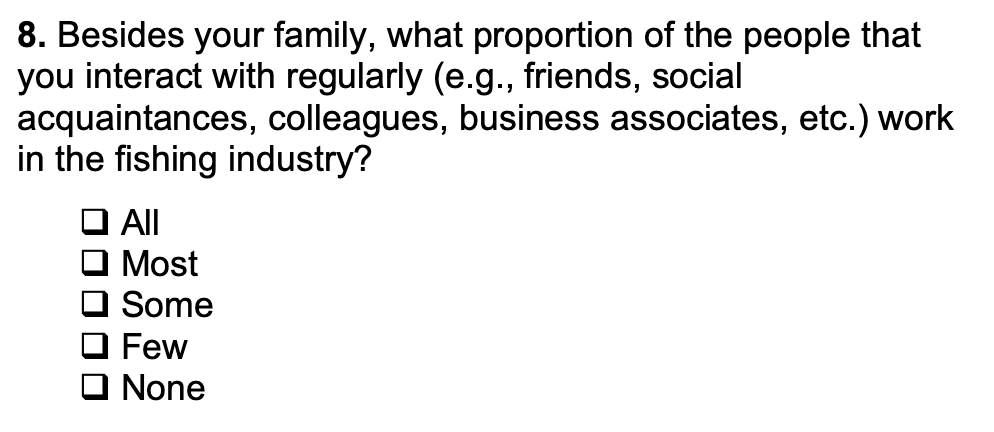 8. Besides your family, what proportion of the people that
you interact with regularly (e.g., friends, social
acquaintances, colleagues, business associates, etc.) work
in the fishing industry?
❑ All
❑ Most
❑ Some
❑ Few
❑ None